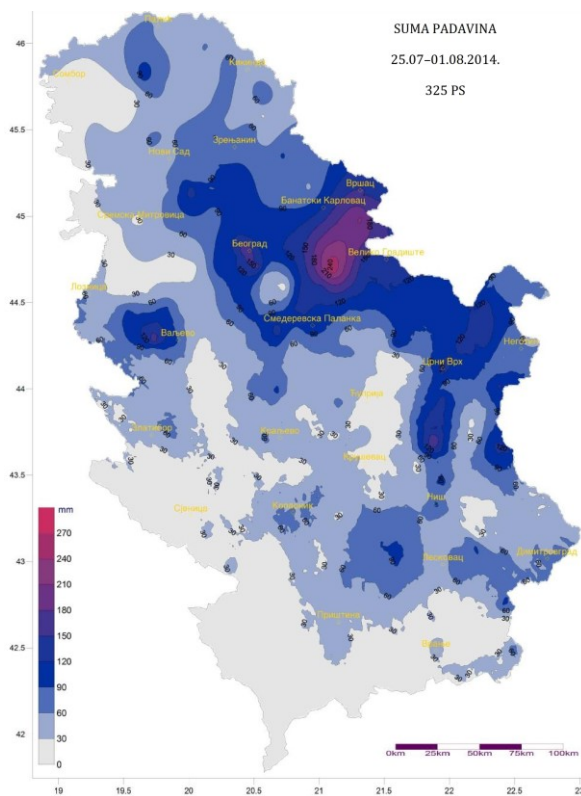 SUMA PADAVINA
25.07–01.08.2014.
325 PS
46
Кикинда
Сомбор
45.5
Зрењанин
Нови Сад
Вршац
Банатски Карловац
45
Сремска Митровица
Београд
Велико Градиште
Лозница
44.5
Смедеревска Паланка
Ваљево
Неготин
Црни Врх
44
Ћуприја
Златибор
Краљево
Крушевац
43.5
mm
270
240
210
180
150
120
90
60
30
0
Сјеница
Копаоник
Ниш
43
Лесковац
Димитровград
Приштина
Врање
42.5
42
0km 25km 50km 75km 100km
19 19.5 20 20.5 21 21.5 22 22.5 23